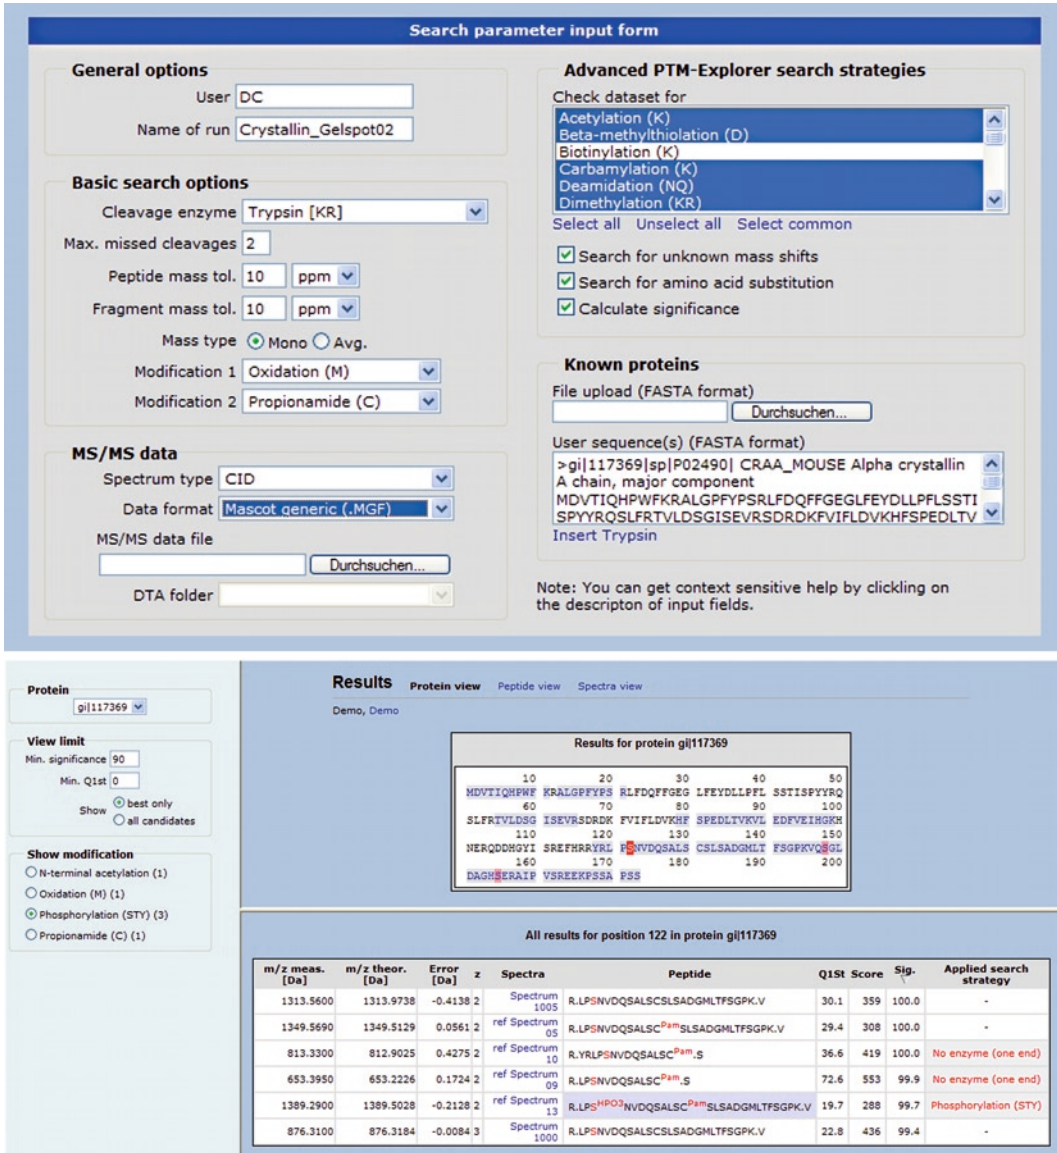 Search parameter input form
General options
User DC
Name of run Crystallin_Gelspot02
Basic search options
Cleavage enzyme Trypsin [KR]
Max. missed cleavages 2
Peptide mass tol. 10 ppm
Fragment mass tol. 10 ppm
Mass type Mono Avg.
Modification 1 Oxidation (M)
Modification 2 Propionamide (C)
MS/MS data
Spectrum type CID
Data format Mascot generic (.MGF)
MS/MS data file
Durchsuchen...
DTA folder
Advanced PTM-Explorer search strategies
Check dataset for
Acetylation (K)
Beta-methylthiolation (D)
Biotinylation (K)
Carbamylation (K)
Deamidation (NQ)
Dimethylation (KR)
Select all Unselect all Select common
Search for unknown mass shifts
Search for amino acid substitution
Calculate significance
Known proteins
File upload (FASTA format)
Durchsuchen...
User sequence(s) (FASTA format)
>gi|117369|sp|P02490| CRAA_MOUSE Alpha crystallin
A chain, major component
MDVTIQHPWFKRALGPFYPSRLFDQFFGEGLFEYDLLPFLSSTI
SPYYRQSLFRTVLDSGISEVRSDRDKFVIFLDVKHFSPEDLTV
Insert Trypsin
Note: You can get context sensitive help by clickling on
the descripton of input fields.
Protein
gi|117369
View limit
Min. significance 90
Min. Q1st 0
Show best only
all candidates
Show modification
N-terminal acetylation (1)
Oxidation (M) (1)
Phosphorylation (STY) (3)
Propionamide (C) (1)
Results Protein view Peptide view Spectra view
Demo, Demo
Results for protein gi|117369
10 20 30 40 50
MDVTIQHPWF KRALGPFYPS RLFDQFFGEG LFEYDLLPFL SSTISPYYRQ
60 70 80 90 100
SLFRTVLDSG ISEVRSDRDK FVIFLDVKHF SPEDLTVKVL EDFVEIHGKH
110 120 130 140 150
NERQDDHGYI SREFHRRYRL PSNVDQSALS CSLSADGMLT FSGPKVQSGL
160 170 180 190 200
DAGHSERAIP VSREEKPSSA PSS
All results for position 122 in protein gi|117369
m/z meas. [Da] m/z theor. [Da] Error [Da] z Spectra Peptide Q1St Score Sig. Applied search strategy
1313.5600 1313.9738 -0.4138 2 Spectrum 1005 R.LPSNVDQSALSCSLSADGMLTFSGPK.V 30.1 359 100.0 -
1349.5690 1349.5129 0.0561 2 ref Spectrum 05 R.LPSNVDQSALSCPamSLSADGMLTFSGPK.V 29.4 308 100.0 -
813.3300 812.9025 0.4275 2 ref Spectrum 10 R.YRLPSNVDQSALSCPam.S 36.6 419 100.0 No enzyme (one end)
653.3950 653.2226 0.1724 2 ref Spectrum 09 R.LPSNVDQSALSCPam.S 72.6 553 99.9 No enzyme (one end)
1389.2900 1389.5028 -0.2128 2 ref Spectrum 13 R.LPSHPO3NVDQSALSCPamSLSADGMLTFSGPK.V 19.7 288 99.7 Phosphorylation (STY)
876.3100 876.3184 -0.0084 3 Spectrum 1000 R.LPSNVDQSALSCSLSADGMLTFSGPK.V 22.8 436 99.4 -